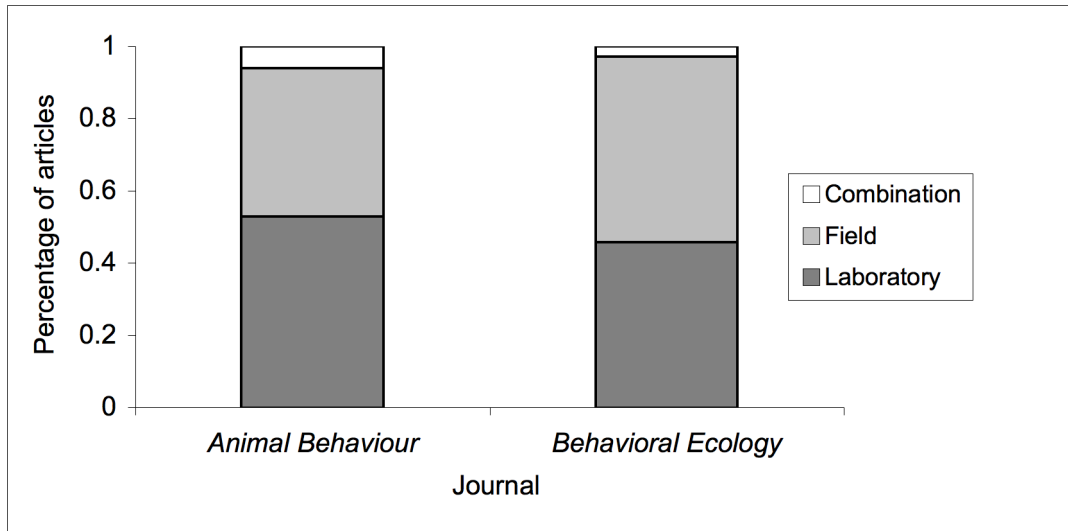 Percentage of articles
1
0.8
0.6
0.4
0.2
0
Animal Behaviour
Behavioral Ecology
Journal
Combination
Field
Laboratory